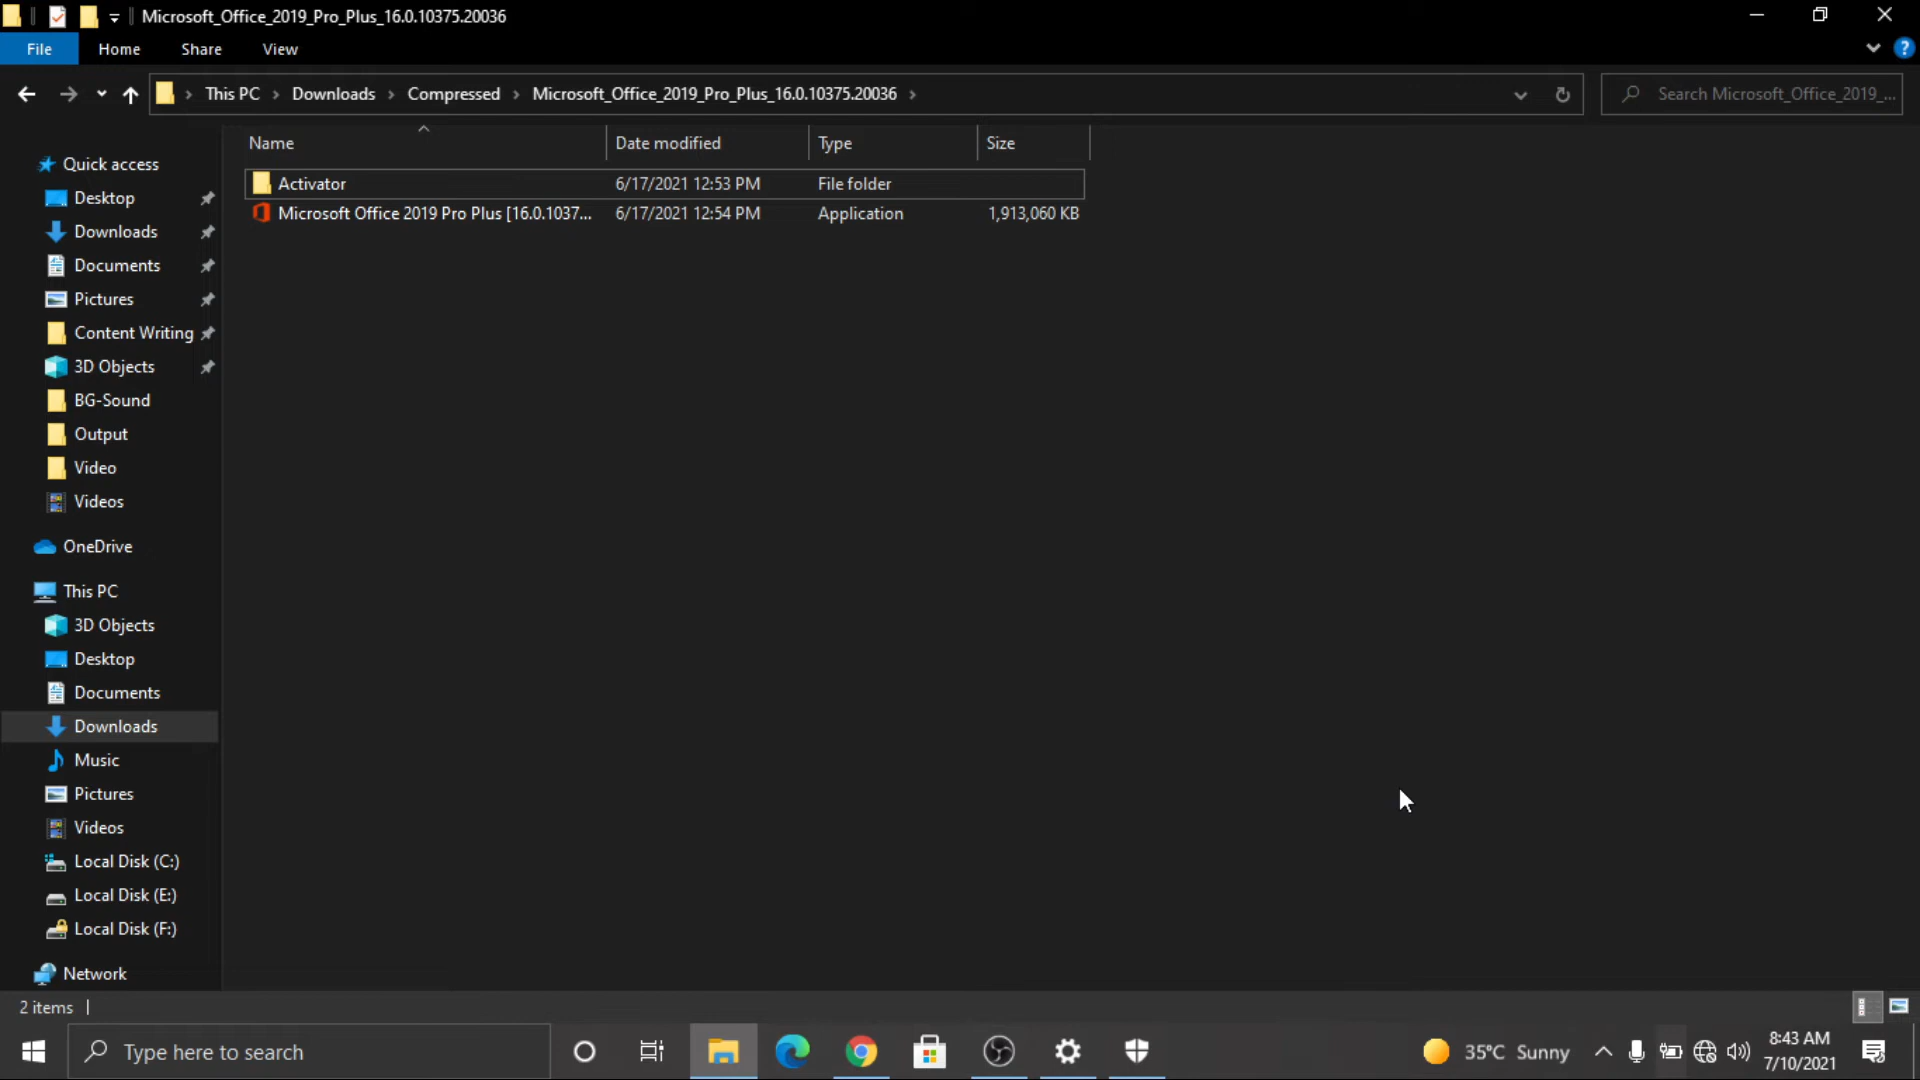 Microsoft_Office_2019_Pro_Plus_16.0.10375.20036
File Home Share View
This PC Downloads Compressed Microsoft_Office_2019_Pro_Plus_16.0.10375.20036
Search Microsoft_Office_2019_...
Name Date modified Type Size
Activator 6/17/2021 12:53 PM File folder
Microsoft Office 2019 Pro Plus [16.0.1037... 6/17/2021 12:54 PM Application 1,913,060 KB
Quick access
Desktop
Downloads
Documents
Pictures
Content Writing
3D Objects
BG-Sound
Output
Video
Videos
OneDrive
This PC
3D Objects
Desktop
Documents
Downloads
Music
Pictures
Videos
Local Disk (C:)
Local Disk (E:)
Local Disk (F:)
Network
2 items
Type here to search
35°C Sunny
8:43 AM
7/10/2021